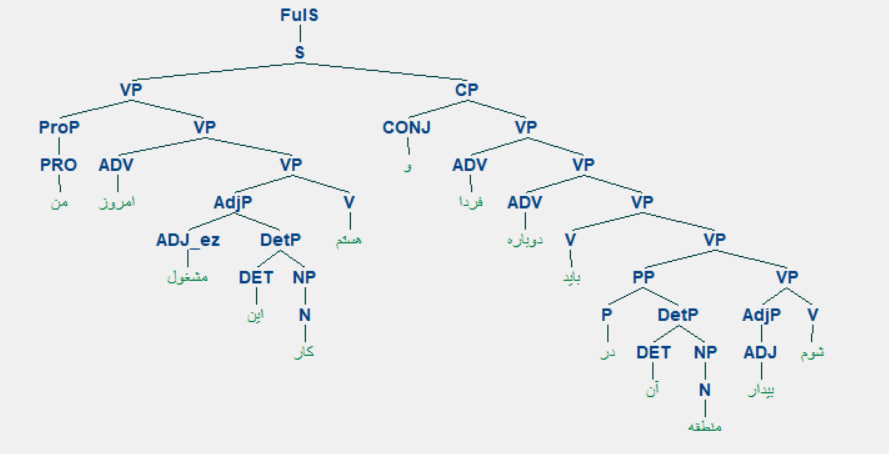 FulS
S
VP CP
ProP VP CONJ VP
PRO ADV VP و ADV VP
من امروز AdjP V فردا ADV VP
ADJ_ez DetP هستم دوباره V VP
مشغول DET NP باید PP VP
این N P DetP AdjP V
کار در DET NP ADJ شوم
آن N بیدار
منطقه